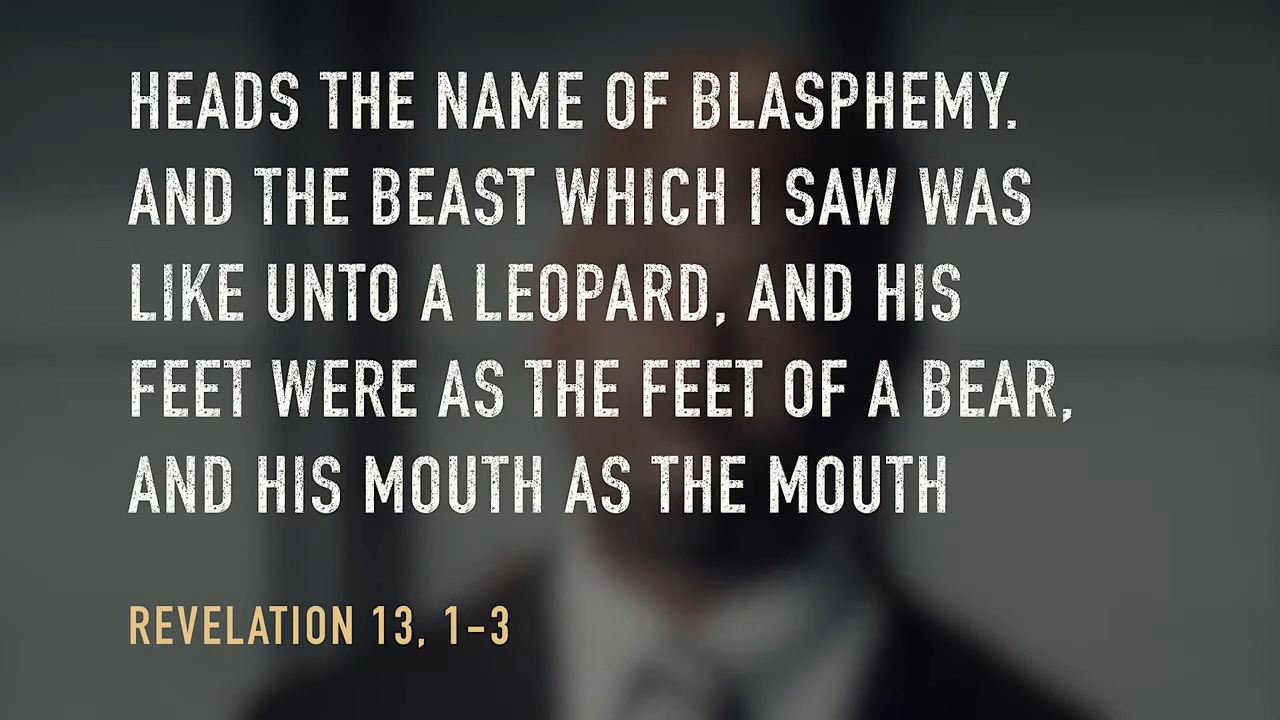 HEADS THE NAME OF BLASPHEMY.
AND THE BEAST WHICH I SAW WAS
LIKE UNTO A LEOPARD, AND HIS
FEET WERE AS THE FEET OF A BEAR,
AND HIS MOUTH AS THE MOUTH
REVELATION 13, 1-3